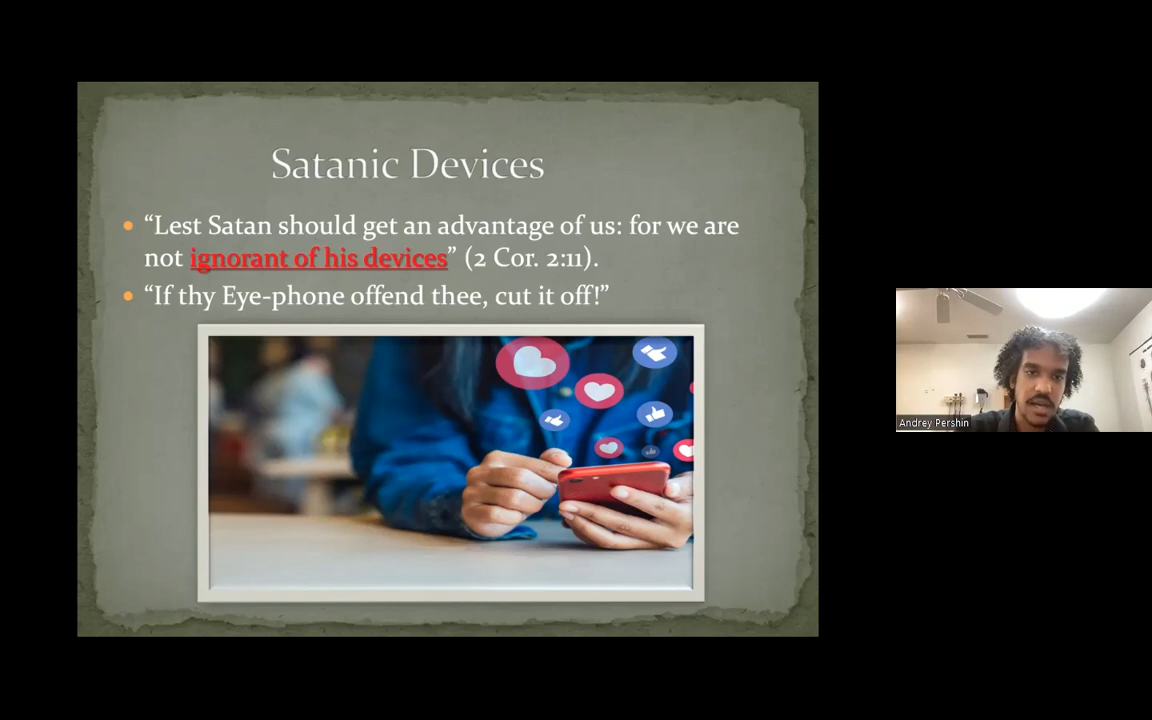 Satanic Devices
“Lest Satan should get an advantage of us: for we are
not ignorant of his devices” (2 Cor. 2:11).
“If thy Eye-phone offend thee, cut it off!”
Andrey Pershin